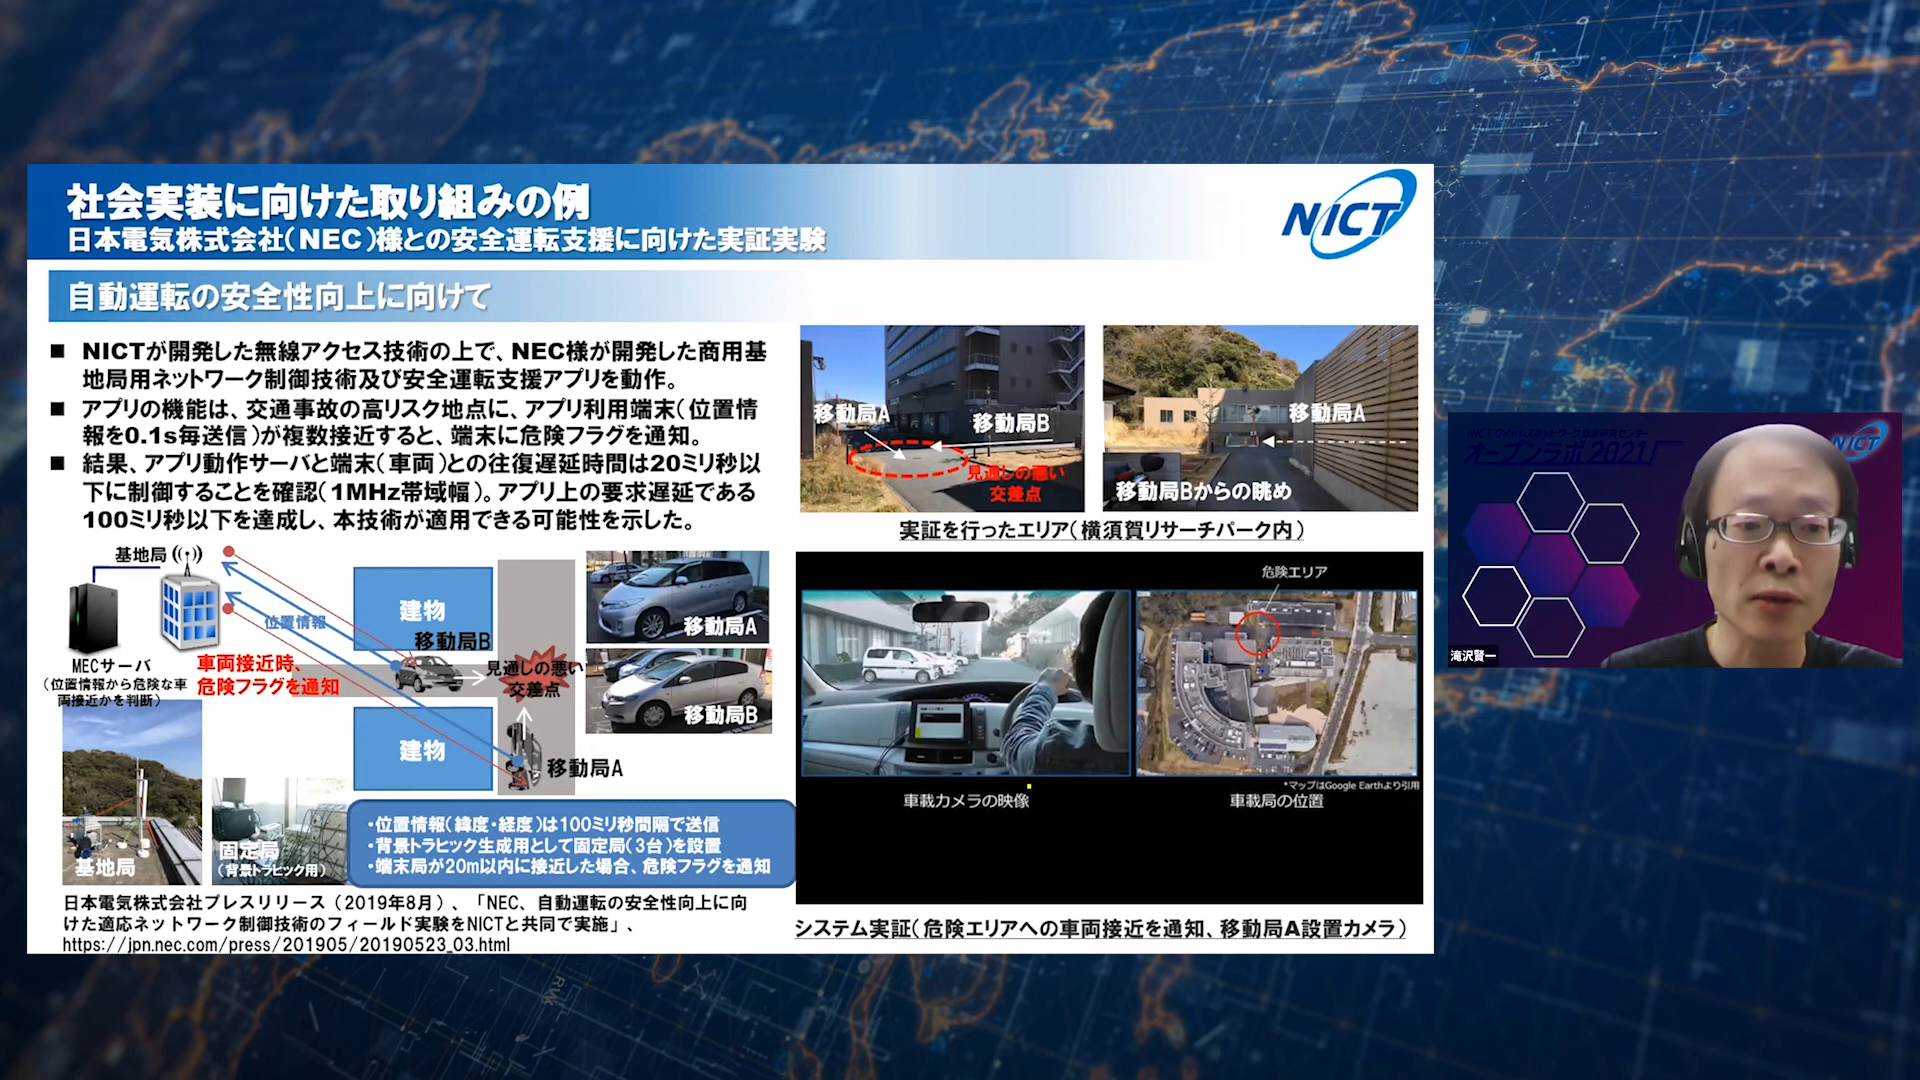 社会実装に向けた取り組みの例
日本電気株式会社(NEC)様との安全運転支援に向けた実証実験
NICT
自動運転の安全性向上に向けて
■ NICTが開発した無線アクセス技術の上で、NEC様が開発した商用基
地局用ネットワーク制御技術及び安全運転支援アプリを動作。
■ アプリの機能は、交通事故の高リスク地点に、アプリ利用端末(位置情
報を0.1s毎送信)が複数接近すると、端末に危険フラグを通知。
■ 結果、アプリ動作サーバと端末(車両)との往復遅延時間は20ミリ秒以
下に制御することを確認(1MHz帯域幅)。アプリ上の要求遅延である
100ミリ秒以下を達成し、本技術が適用できる可能性を示した。
基地局
位置情報
MECサーバ
(位置情報から危険な車
両接近かを判断)
車両接近時、
危険フラグを通知
建物
移動局B
見通しの悪い
交差点
建物
移動局A
移動局A
移動局B
基地局
固定局
(背景トラヒック用)
・位置情報(緯度・経度)は100ミリ秒間隔で送信
・背景トラヒック生成用として固定局(3台)を設置
・端末局が20m以内に接近した場合、危険フラグを通知
日本電気株式会社プレスリリース(2019年8月)、「NEC、自動運転の安全性向上に向
けた適応ネットワーク制御技術のフィールド実験をNICTと共同で実施」、
https://jpn.nec.com/press/201905/20190523_03.html
移動局A
移動局B
見通しの悪い
交差点
移動局A
移動局Bからの眺め
実証を行ったエリア(横須賀リサーチパーク内)
危険エリア
*マップはGoogle Earthより引用
車載カメラの映像
車載局の位置
システム実証(危険エリアへの車両接近を通知、移動局A設置カメラ)
NICTワイヤレスネットワーク総合研究センター
オープンラボ2021
NICT
滝沢賢一